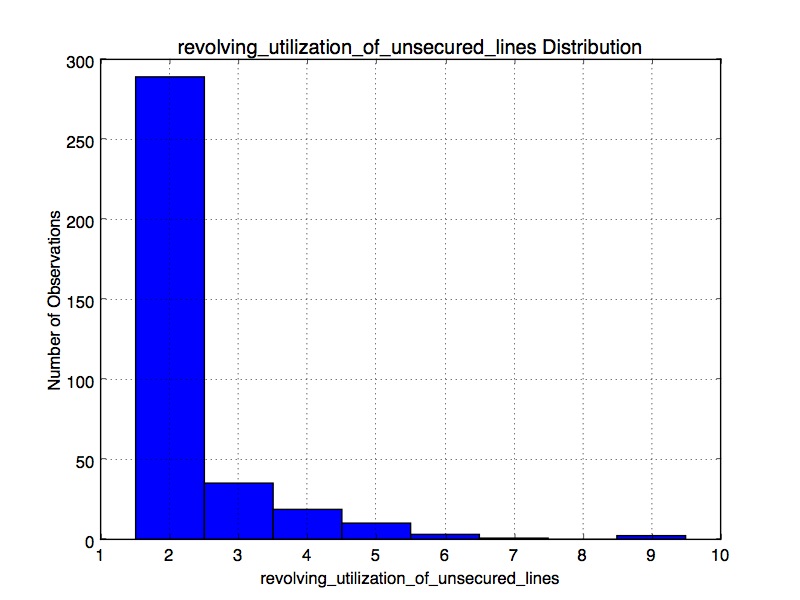 revolving_utilization_of_unsecured_lines Distribution
300
250
200
150
100
50
0
Number of Observations
1 2 3 4 5 6 7 8 9 10
revolving_utilization_of_unsecured_lines